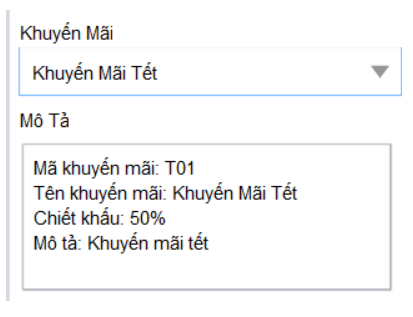 Khuyến Mãi
Khuyến Mãi Tết
Mô Tả
Mã khuyến mãi: T01
Tên khuyến mãi: Khuyến Mãi Tết
Chiết khấu: 50%
Mô tả: Khuyến mãi tết